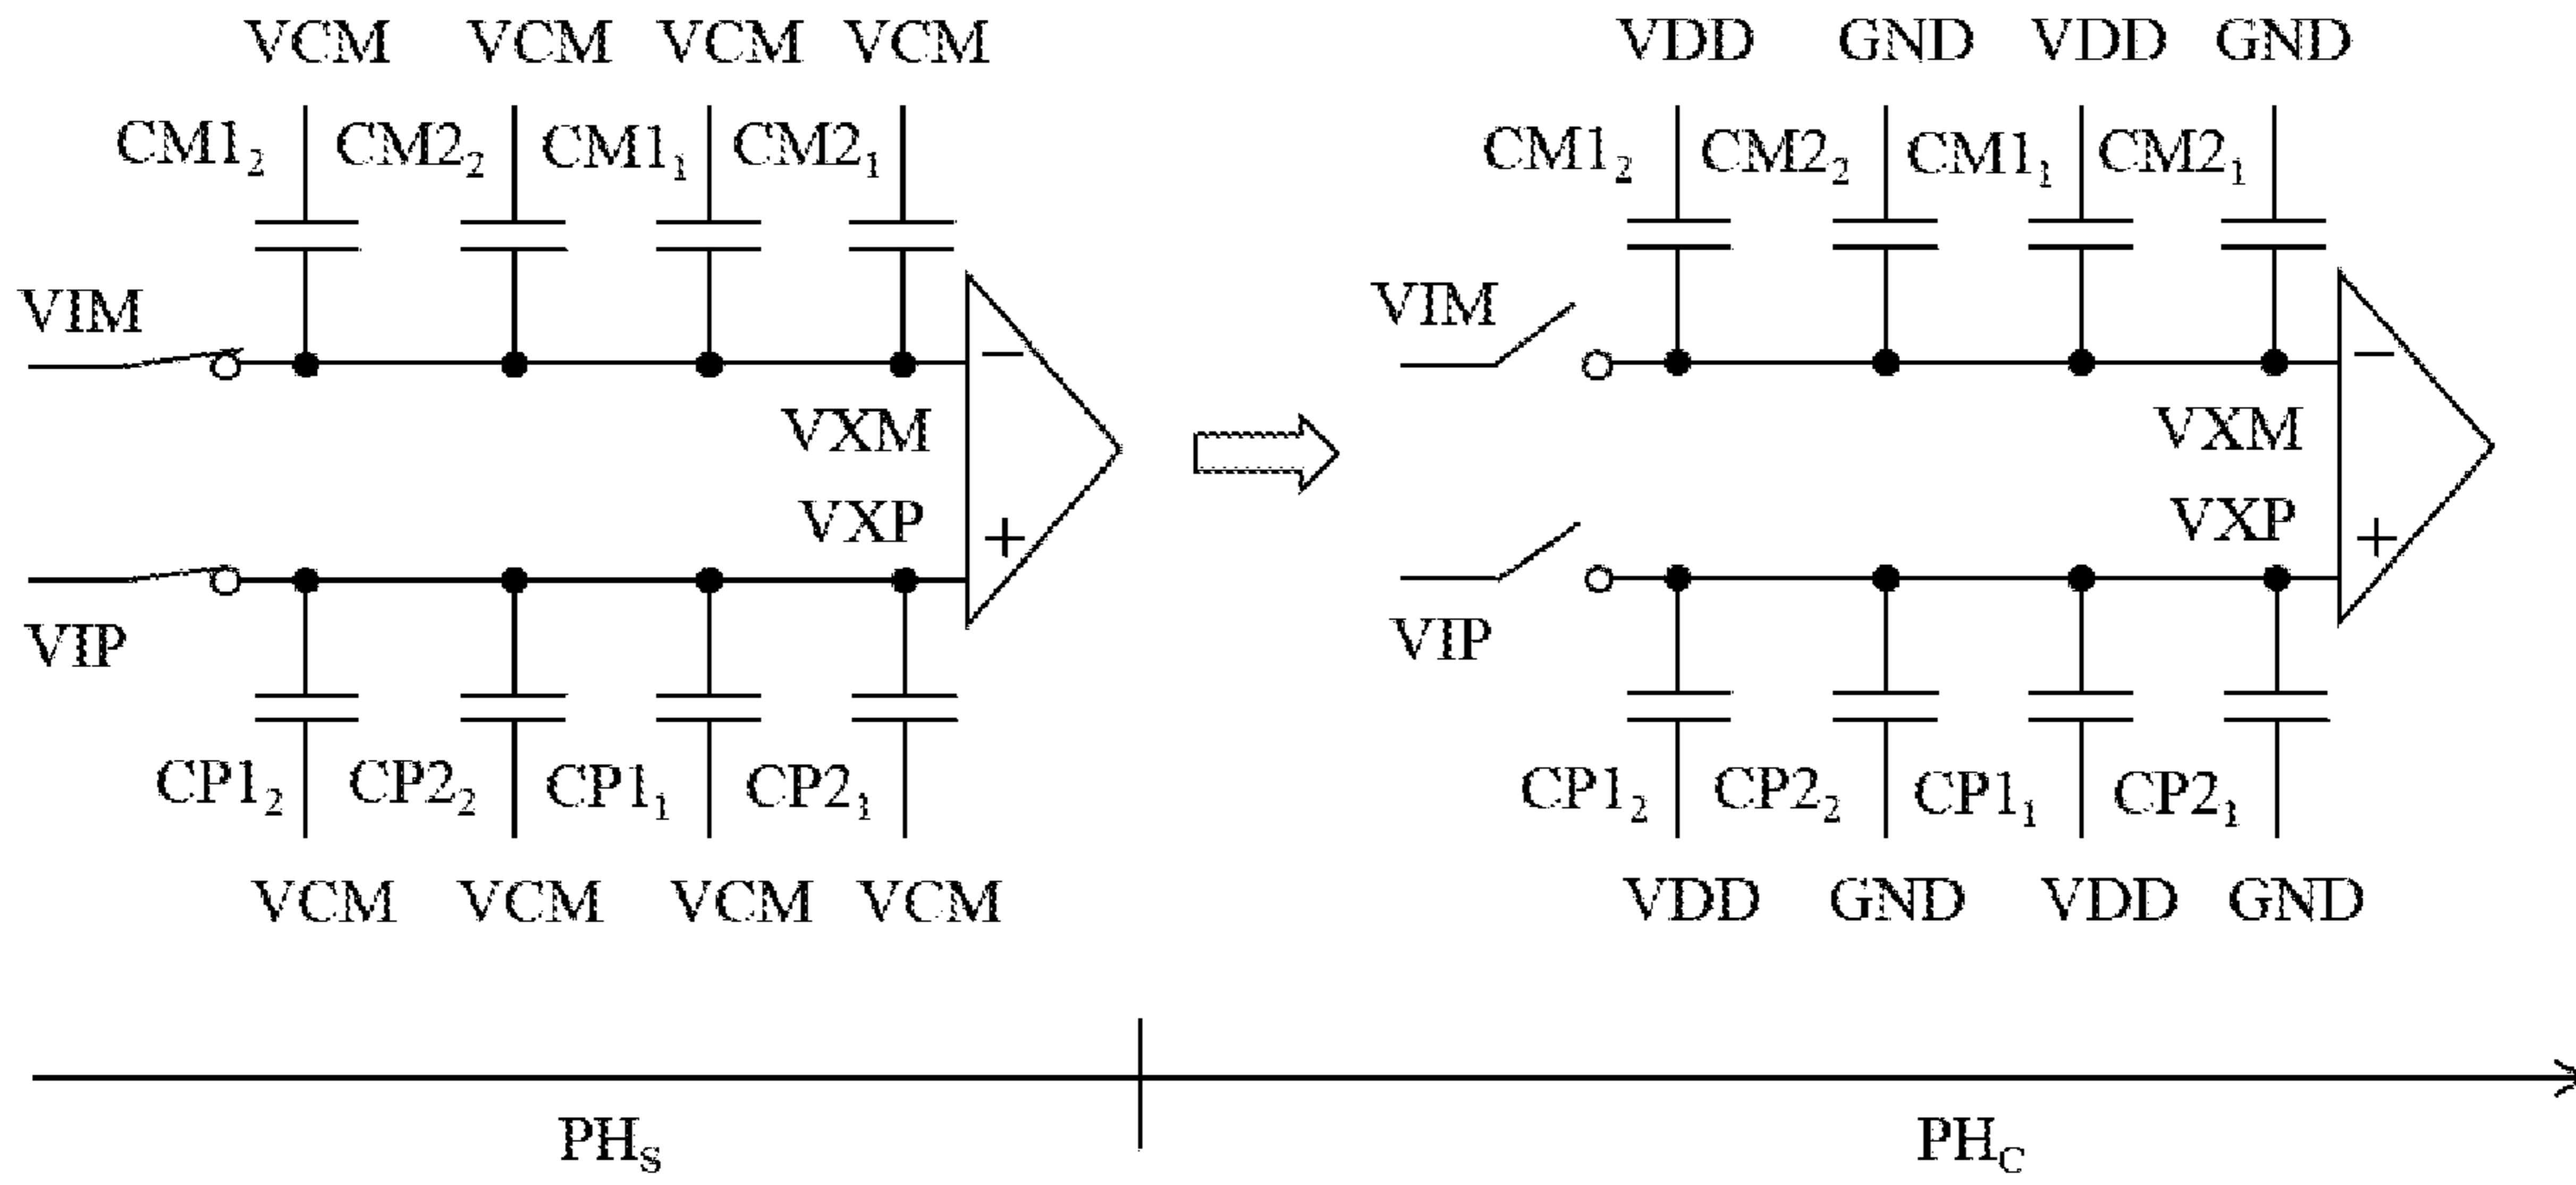 VCM VCM VCM VCM VDD GND VDD GND
CM1₂ CM2₂ CM1₁ CM2₁ CM1₂ CM2₂ CM1₁ CM2₁
VIM − VIM −
VXM VXM
VXP VXP
+ +
VIP VIP
CP1₂ CP2₂ CP1₁ CP2₁ CP1₂ CP2₂ CP1₁ CP2₁
VCM VCM VCM VCM VDD GND VDD GND
PH_S PH_C